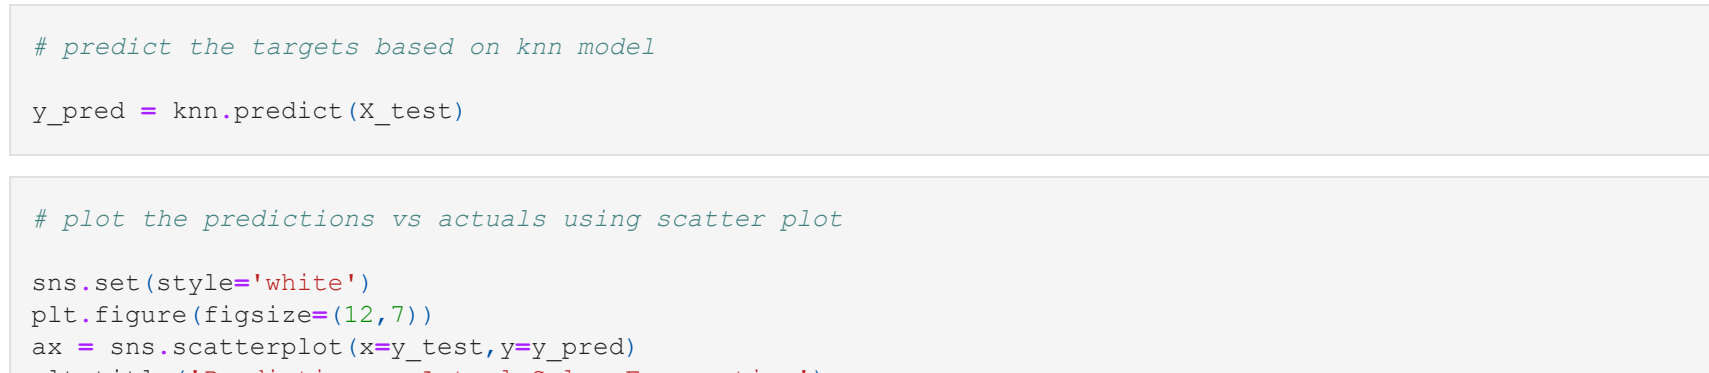 # predict the targets based on knn model
y_pred = knn.predict(X_test)
# plot the predictions vs actuals using scatter plot
sns.set(style='white')
plt.figure(figsize=(12,7))
ax = sns.scatterplot(x=y_test,y=y_pred)